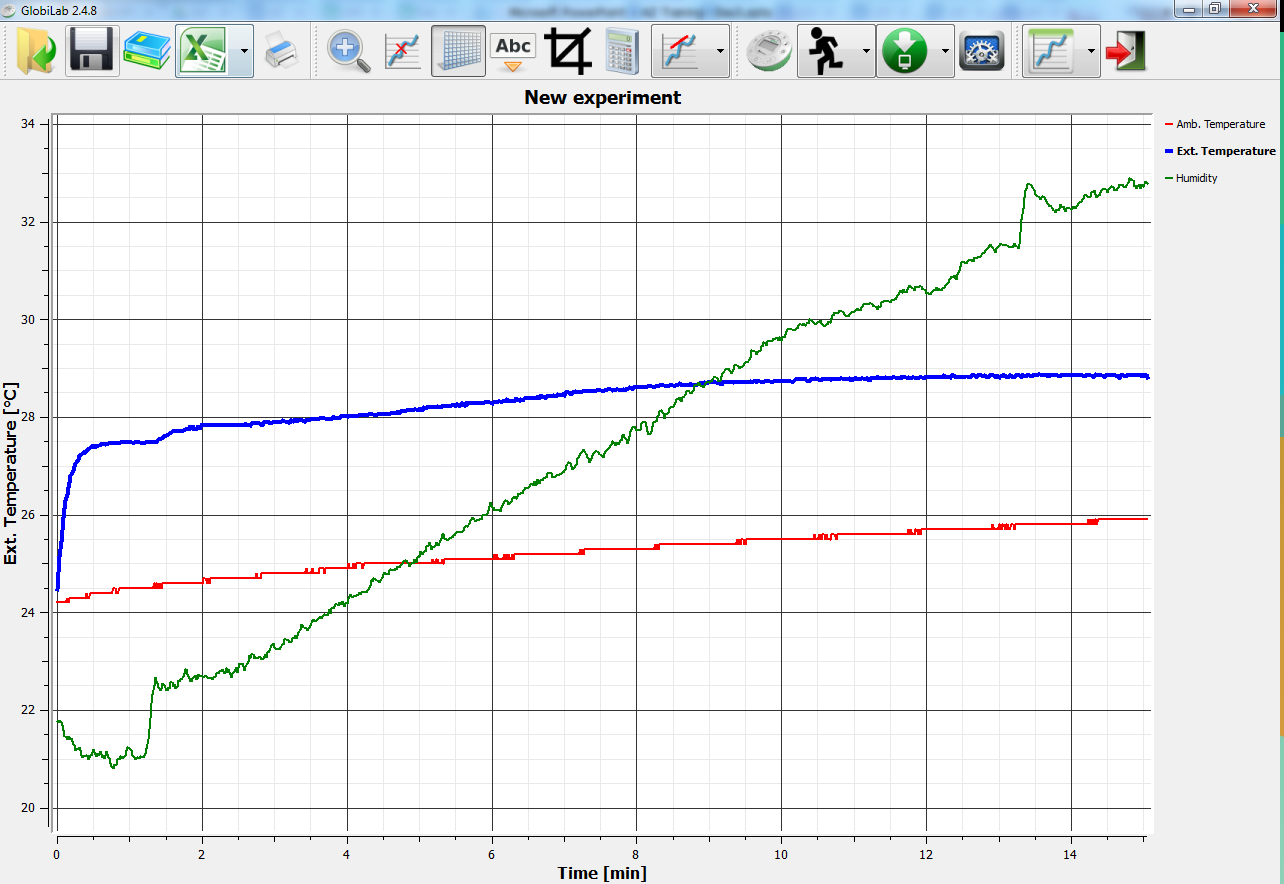 GlobiLab 2.4.8
Abc
New experiment
Amb. Temperature
Ext. Temperature
Humidity
34
32
30
28
26
24
22
20
Ext. Temperature [°C]
0 2 4 6 8 10 12 14
Time [min]